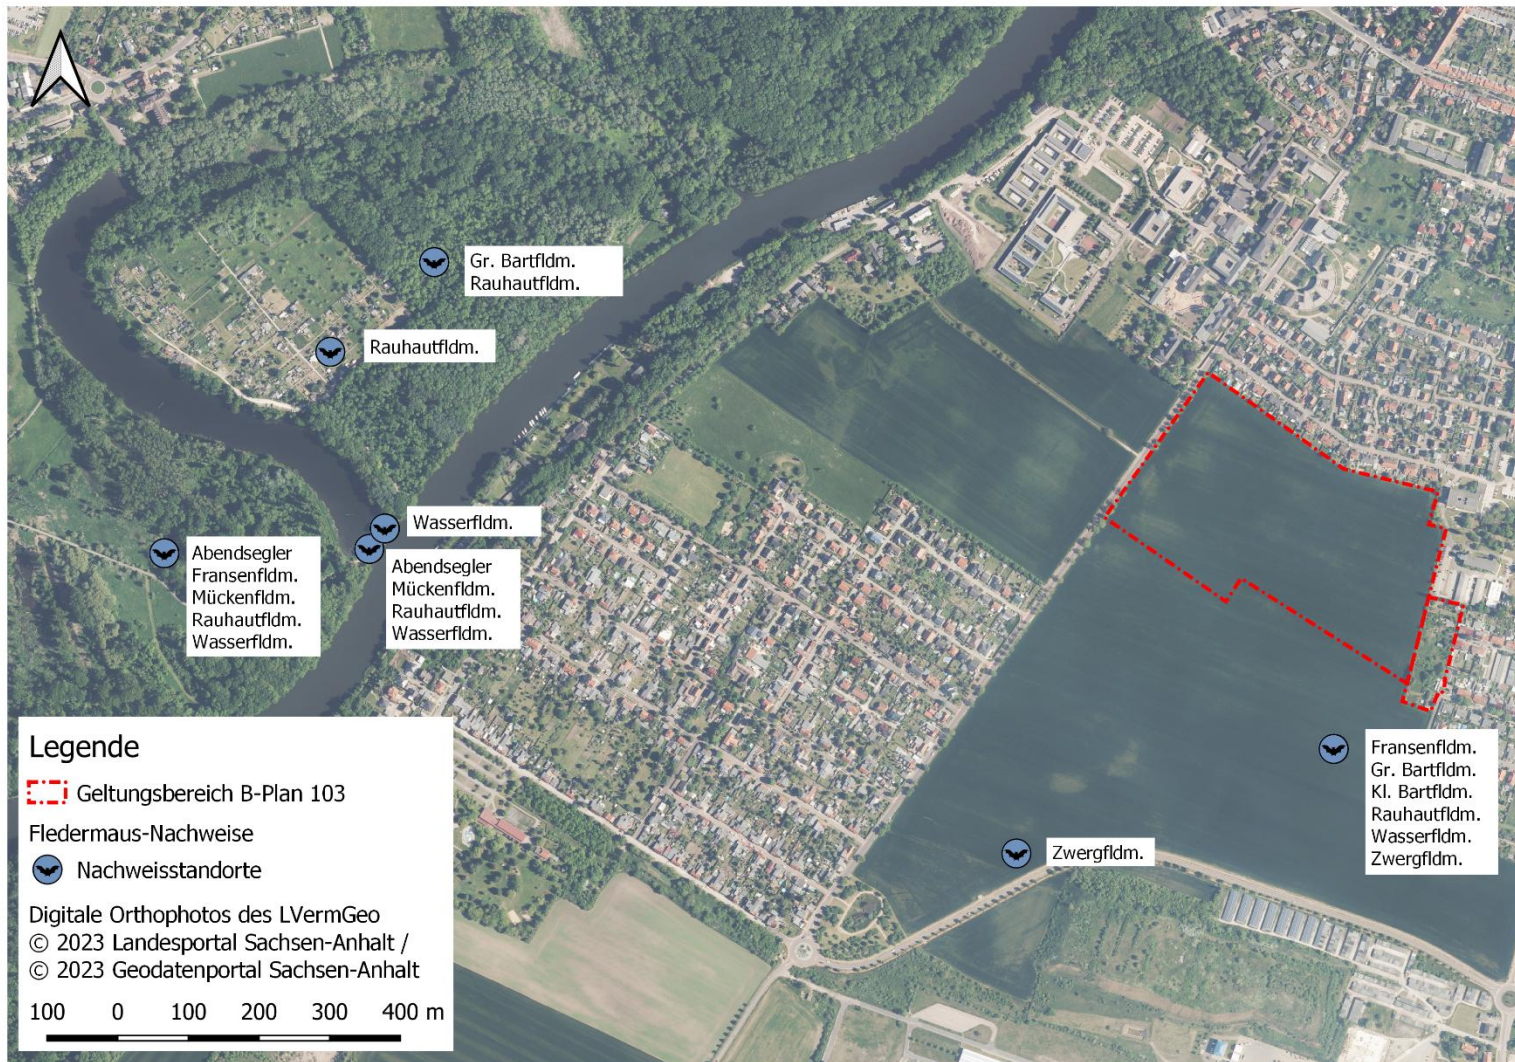 Gr. Bartfldm.
Rauhautfldm.
Rauhautfldm.
Wasserfldm.
Abendsegler
Fransenfldm.
Mückenfldm.
Rauhautfldm.
Wasserfldm.
Abendsegler
Mückenfldm.
Rauhautfldm.
Wasserfldm.
Fransenfldm.
Gr. Bartfldm.
Kl. Bartfldm.
Rauhautfldm.
Wasserfldm.
Zwergfldm.
Zwergfldm.
Legende
Geltungsbereich B-Plan 103
Fledermaus-Nachweise
Nachweisstandorte
Digitale Orthophotos des LVermGeo
© 2023 Landesportal Sachsen-Anhalt /
© 2023 Geodatenportal Sachsen-Anhalt
100 0 100 200 300 400 m